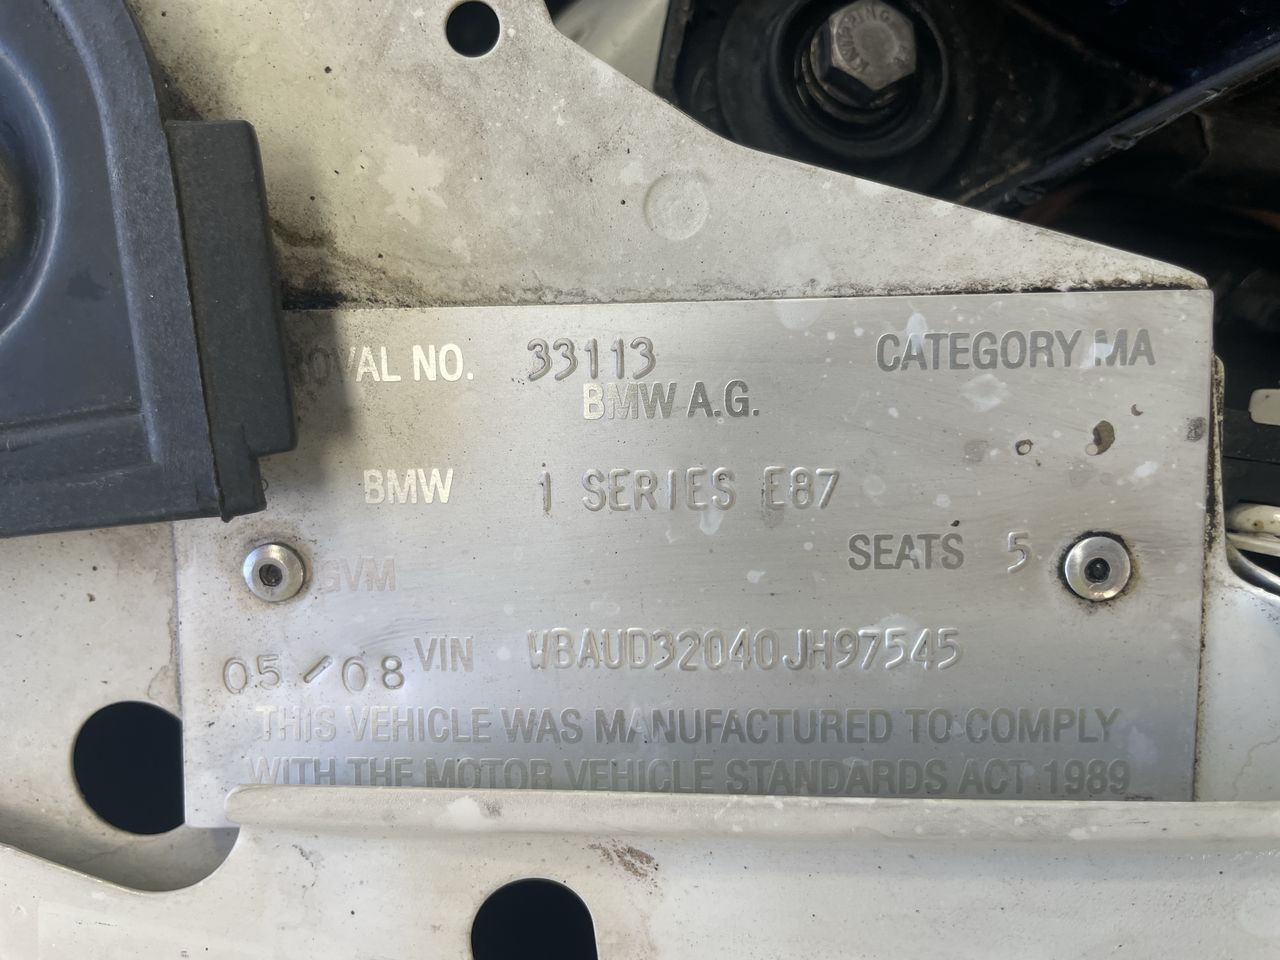 OVAL NO. 33113 CATEGORY MA
BMW A.G.
BMW 1 SERIES E87
SEATS 5
GVM
05/08 VIN WBAUD32040JH97545
THIS VEHICLE WAS MANUFACTURED TO COMPLY
WITH THE MOTOR VEHICLE STANDARDS ACT 1989